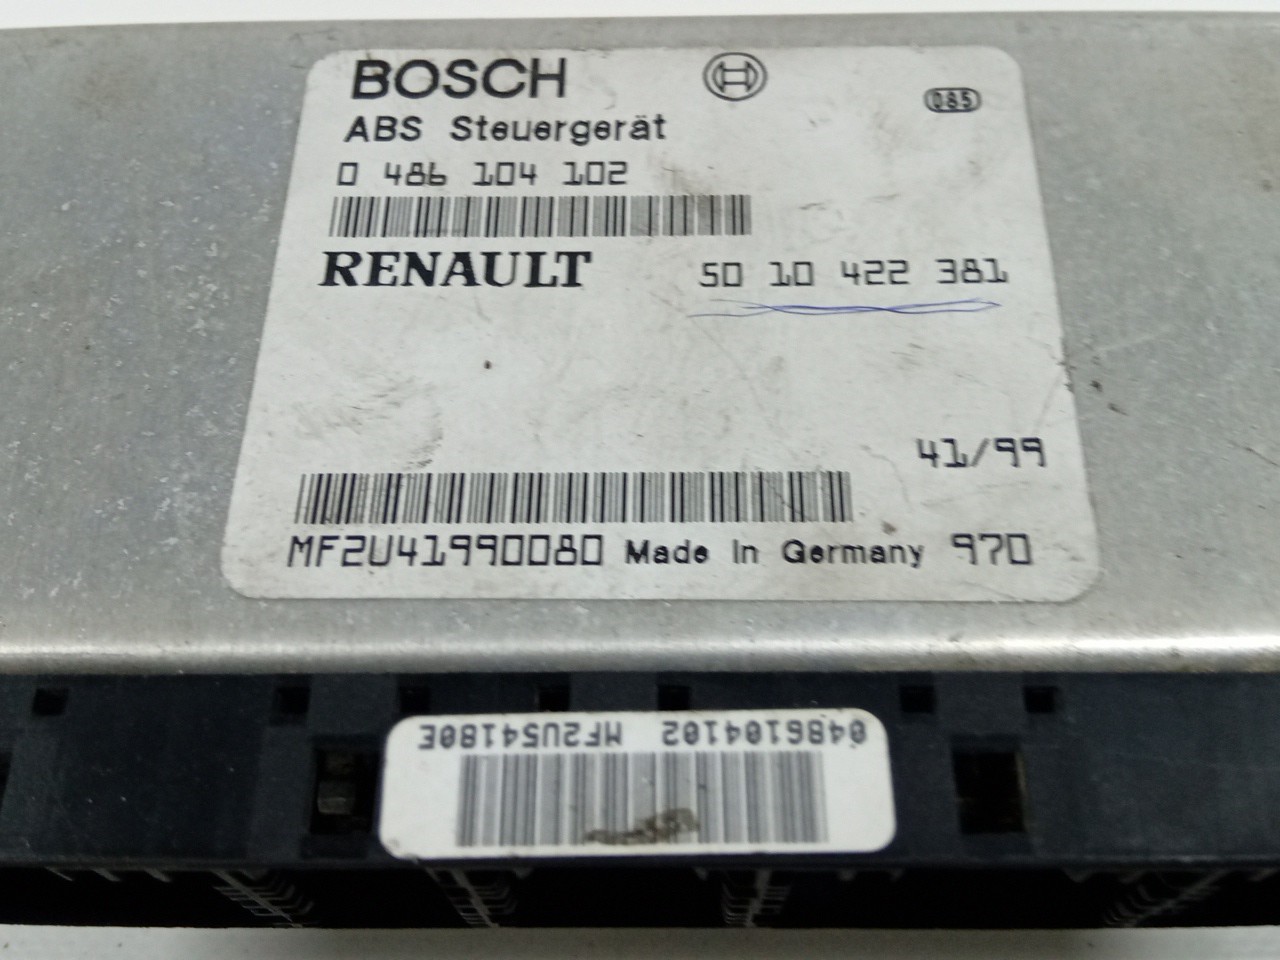 BOSCH
085
ABS Steuergerät
0 486 104 102
RENAULT 50 10 422 381
41/99
MF2U41990080 Made in Germany 970
0486104102 MF2U54180E